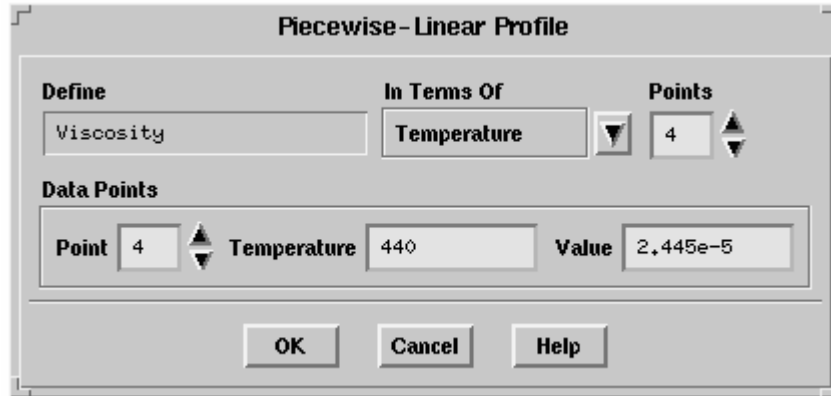 Piecewise-Linear Profile
Define In Terms Of Points
Viscosity Temperature 4
Data Points
Point 4 Temperature 440 Value 2.445e-5
OK Cancel Help